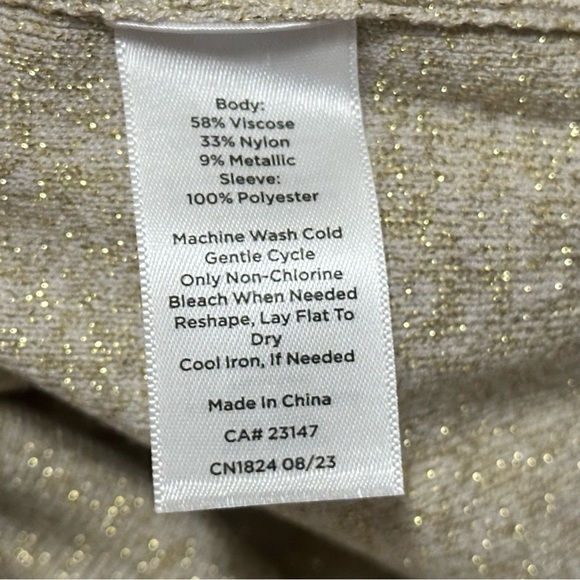 Body:
58% Viscose
33% Nylon
9% Metallic
Sleeve:
100% Polyester
Machine Wash Cold
Gentle Cycle
Only Non-Chlorine
Bleach When Needed
Reshape, Lay Flat To
Dry
Cool Iron, If Needed
Made In China
CA# 23147
CN1824 08/23